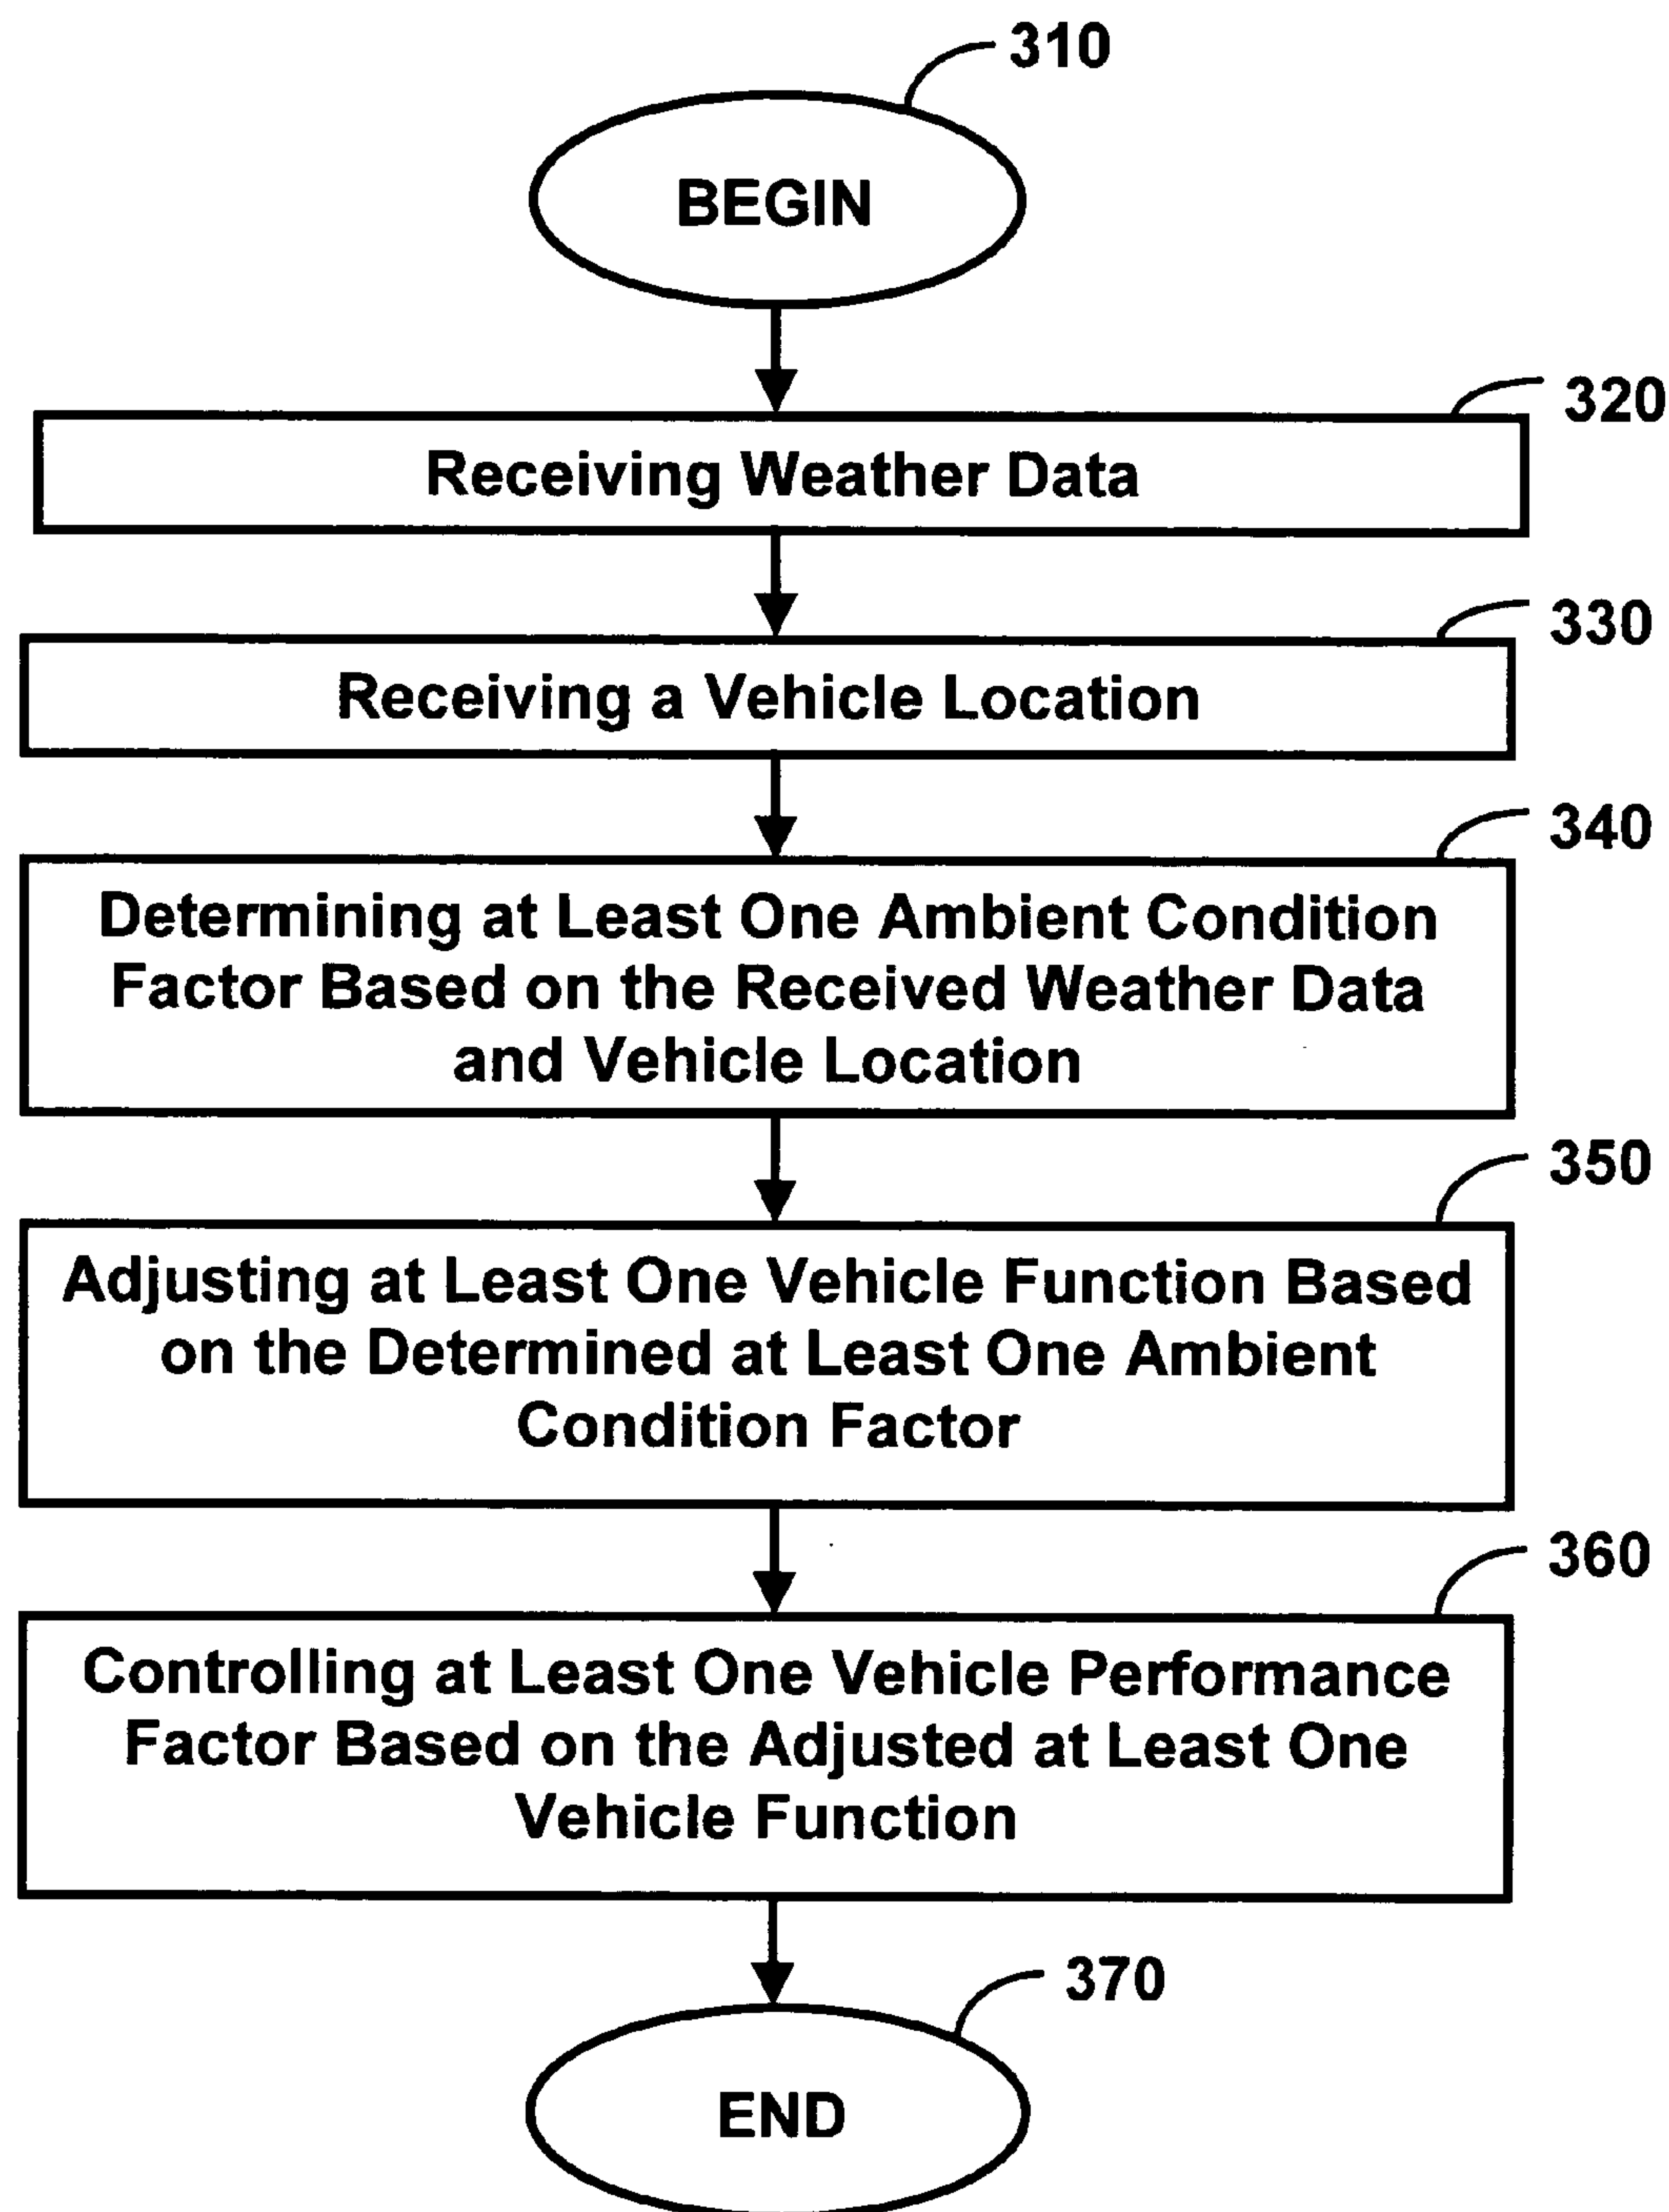 310
BEGIN
320
Receiving Weather Data
330
Receiving a Vehicle Location
340
Determining at Least One Ambient Condition
Factor Based on the Received Weather Data
and Vehicle Location
350
Adjusting at Least One Vehicle Function Based
on the Determined at Least One Ambient
Condition Factor
360
Controlling at Least One Vehicle Performance
Factor Based on the Adjusted at Least One
Vehicle Function
370
END